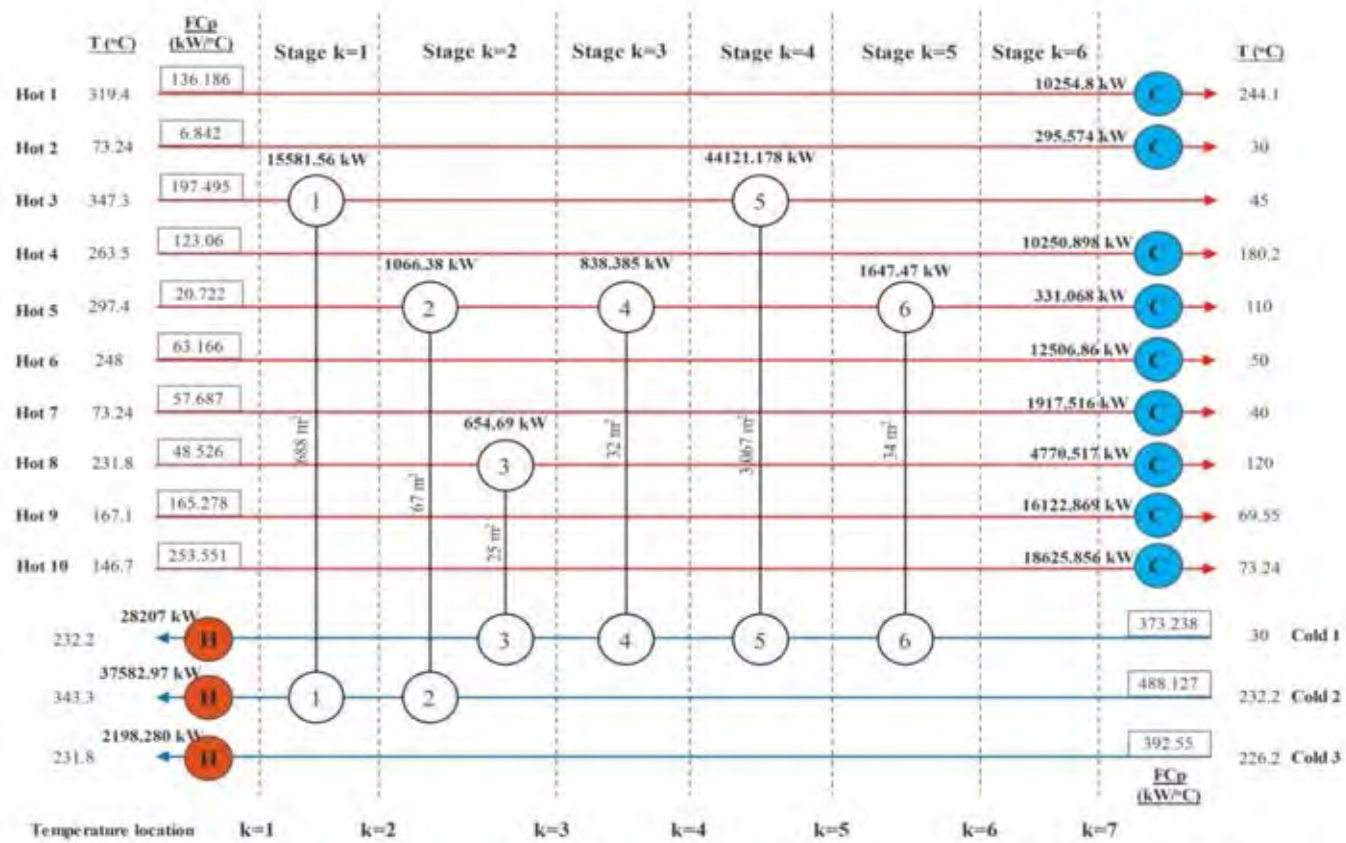 FCp
T (°C) (kW/°C) Stage k=1 Stage k=2 Stage k=3 Stage k=4 Stage k=5 Stage k=6 T (°C)
Hot 1 319.4 136.186 10254.8 kW C 244.1
Hot 2 73.24 6.842 295.574 kW C 30
15581.56 kW 44121.178 kW
Hot 3 347.3 197.495 1 5 45
Hot 4 263.5 123.06 10250.898 kW C 180.2
1066.38 kW 838.385 kW 1647.47 kW
Hot 5 297.4 20.722 2 4 6 331.068 kW C 110
Hot 6 248 63.166 12506.86 kW C 50
Hot 7 73.24 57.687 1917.516 kW C 40
654.69 kW
688 m² 32 m² 3,067 m² 34 m²
Hot 8 231.8 48.526 3 4770.517 kW C 120
67 m²
Hot 9 167.1 165.278 16122.869 kW C 69.55
25 m²
Hot 10 146.7 253.551 18625.856 kW C 73.24
28207 kW
232.2 H 3 4 5 6 373.238 30 Cold 1
37582.97 kW
343.3 H 1 2 488.127 232.2 Cold 2
2198.280 kW
231.8 H 392.55 226.2 Cold 3
FCp
(kW/°C)
Temperature location k=1 k=2 k=3 k=4 k=5 k=6 k=7